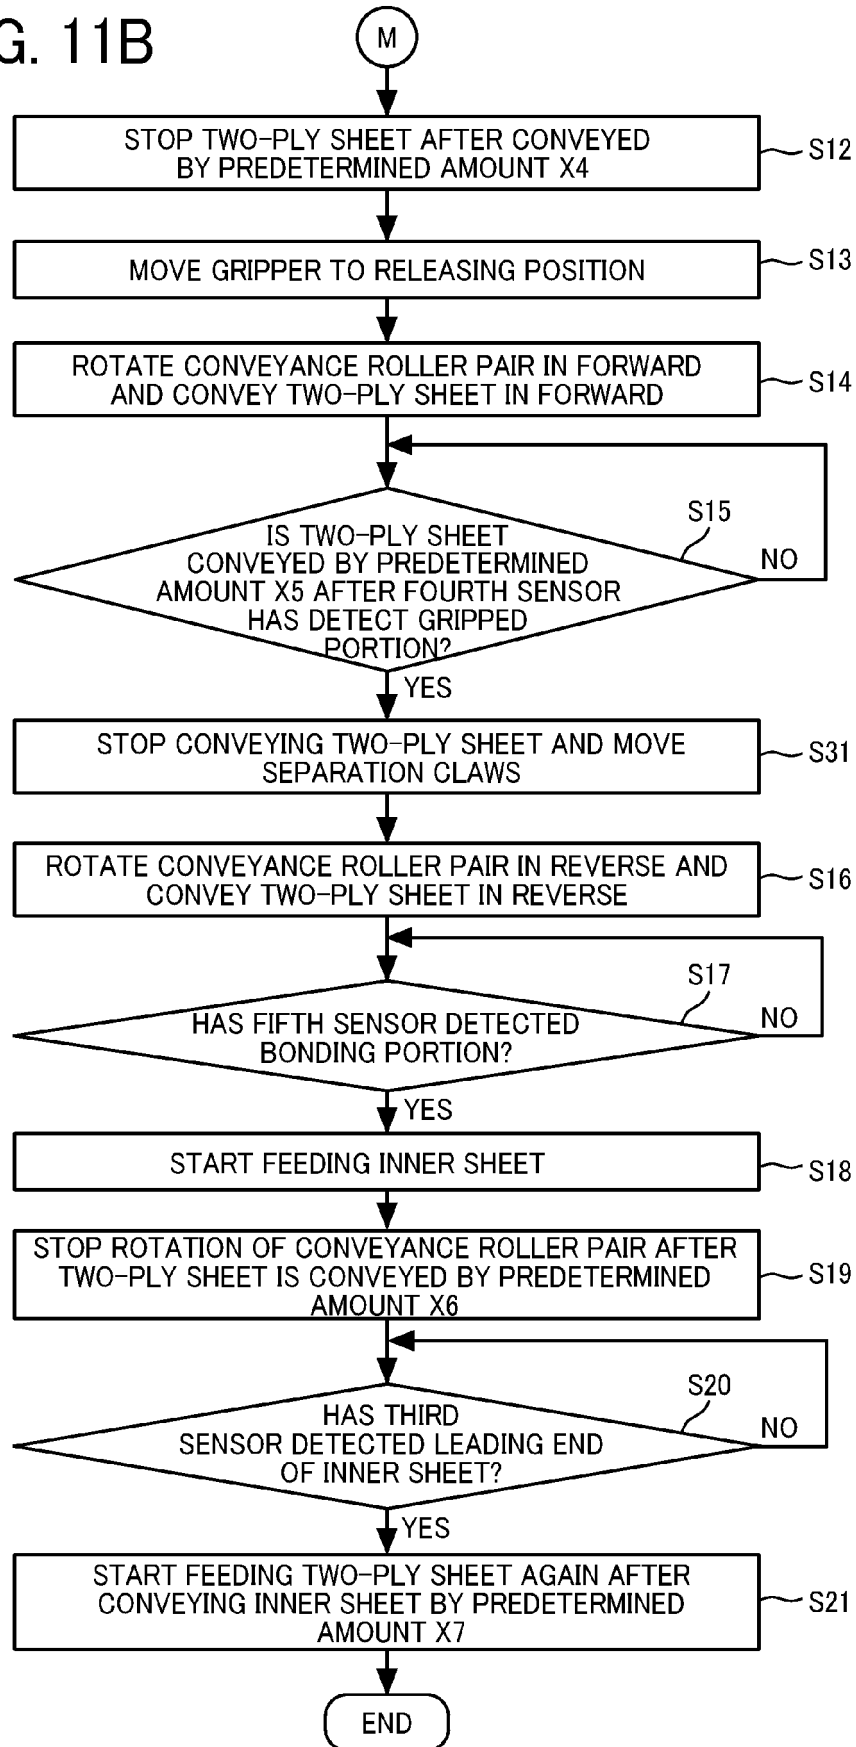 G. 11B
M
STOP TWO-PLY SHEET AFTER CONVEYED
BY PREDETERMINED AMOUNT X4
S12
MOVE GRIPPER TO RELEASING POSITION
S13
ROTATE CONVEYANCE ROLLER PAIR IN FORWARD
AND CONVEY TWO-PLY SHEET IN FORWARD
S14
IS TWO-PLY SHEET
CONVEYED BY PREDETERMINED
AMOUNT X5 AFTER FOURTH SENSOR
HAS DETECT GRIPPED
PORTION?
S15
NO
YES
STOP CONVEYING TWO-PLY SHEET AND MOVE
SEPARATION CLAWS
S31
ROTATE CONVEYANCE ROLLER PAIR IN REVERSE AND
CONVEY TWO-PLY SHEET IN REVERSE
S16
HAS FIFTH SENSOR DETECTED
BONDING PORTION?
S17
NO
YES
START FEEDING INNER SHEET
S18
STOP ROTATION OF CONVEYANCE ROLLER PAIR AFTER
TWO-PLY SHEET IS CONVEYED BY PREDETERMINED
AMOUNT X6
S19
HAS THIRD
SENSOR DETECTED LEADING END
OF INNER SHEET?
S20
NO
YES
START FEEDING TWO-PLY SHEET AGAIN AFTER
CONVEYING INNER SHEET BY PREDETERMINED
AMOUNT X7
S21
END